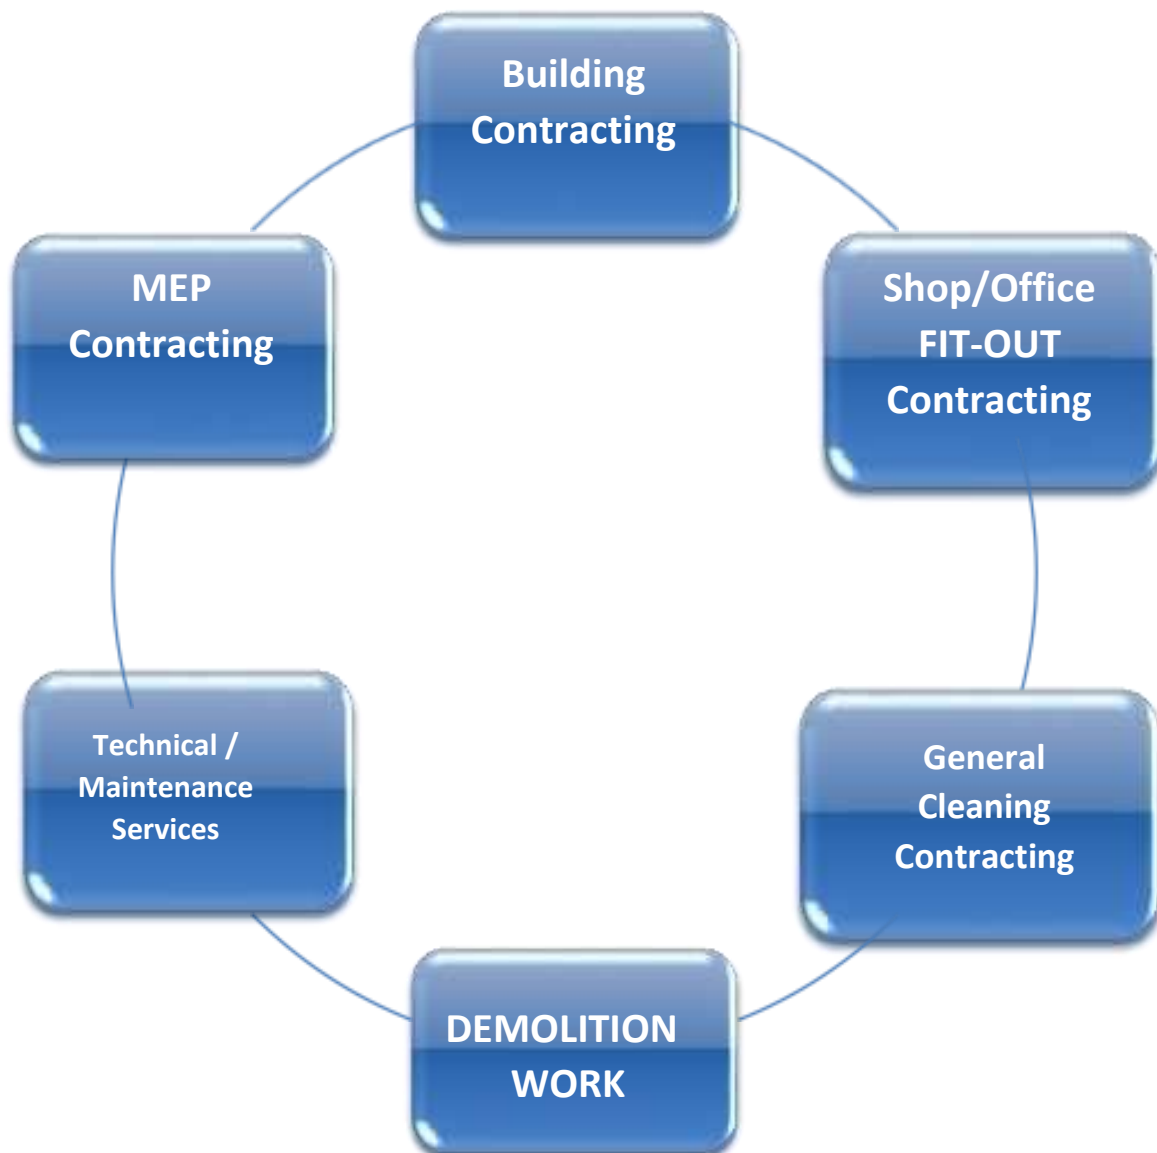 Building
Contracting
MEP
Contracting
Shop/Office
FIT-OUT
Contracting
Technical /
Maintenance
Services
General
Cleaning
Contracting
DEMOLITION
WORK